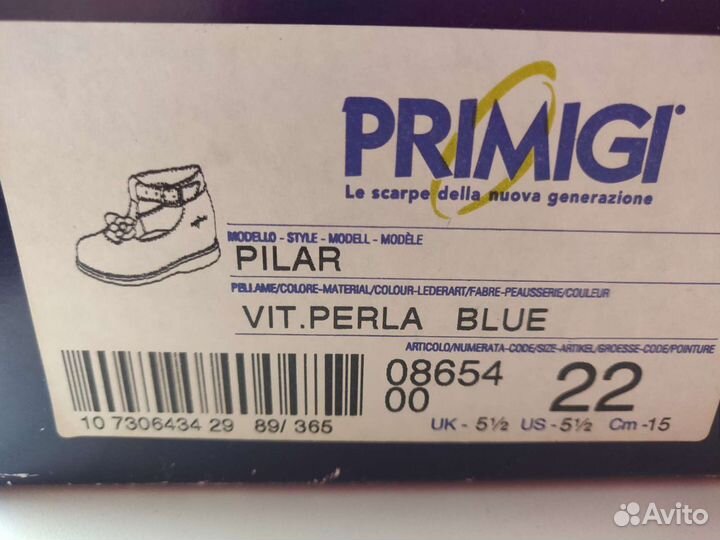 PRIMIGI
Le scarpe della nuova generazione
MODELLO - STYLE - MODELL - MODÈLE
PILAR
PELLAME/COLORE-MATERIAL/COLOUR-LEDERART/FARBE-PEAUSSERIE/COULEUR
VIT.PERLA BLUE
ARTICOLO/NUMERATA-CODE/SIZE-ARTIKEL/GROESSE-CODE/POINTURE
08654 22
00
UK - 5½ US - 5½ Cm -15
10 7306434 29 89/ 365
Avito